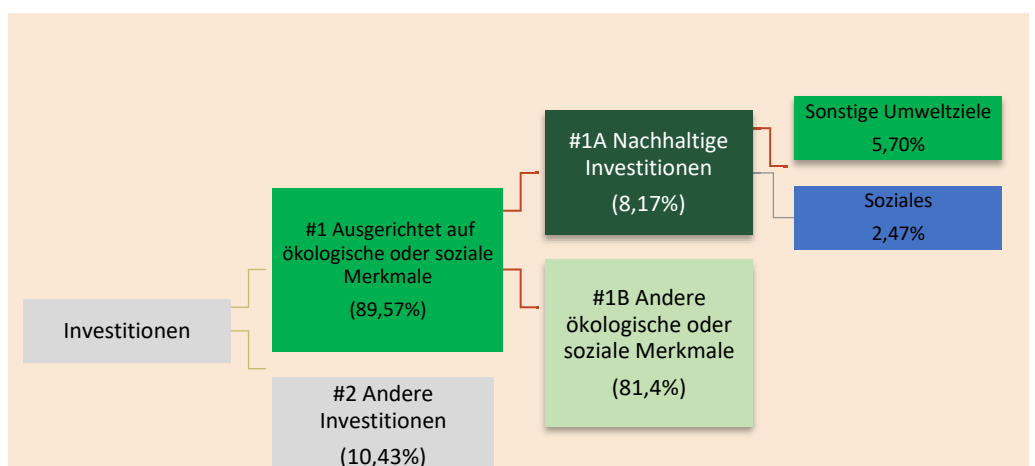 Investitionen
#1 Ausgerichtet auf
ökologische oder soziale
Merkmale
(89,57%)
#2 Andere
Investitionen
(10,43%)
#1A Nachhaltige
Investitionen
(8,17%)
#1B Andere
ökologische oder
soziale Merkmale
(81,4%)
Sonstige Umweltziele
5,70%
Soziales
2,47%